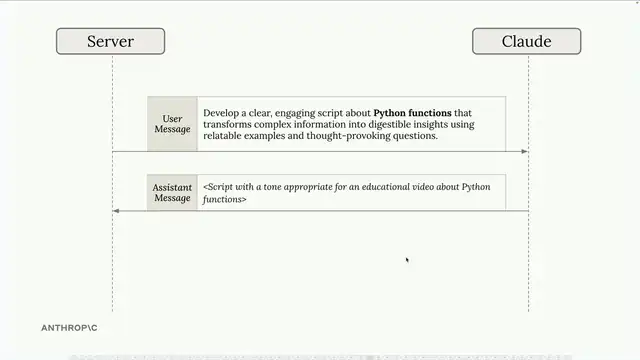 Server
Claude
User
Message
Develop a clear, engaging script about Python functions that
transforms complex information into digestible insights using
relatable examples and thought-provoking questions.
Assistant
Message
<Script with a tone appropriate for an educational video about Python
functions>
ANTHROP\C